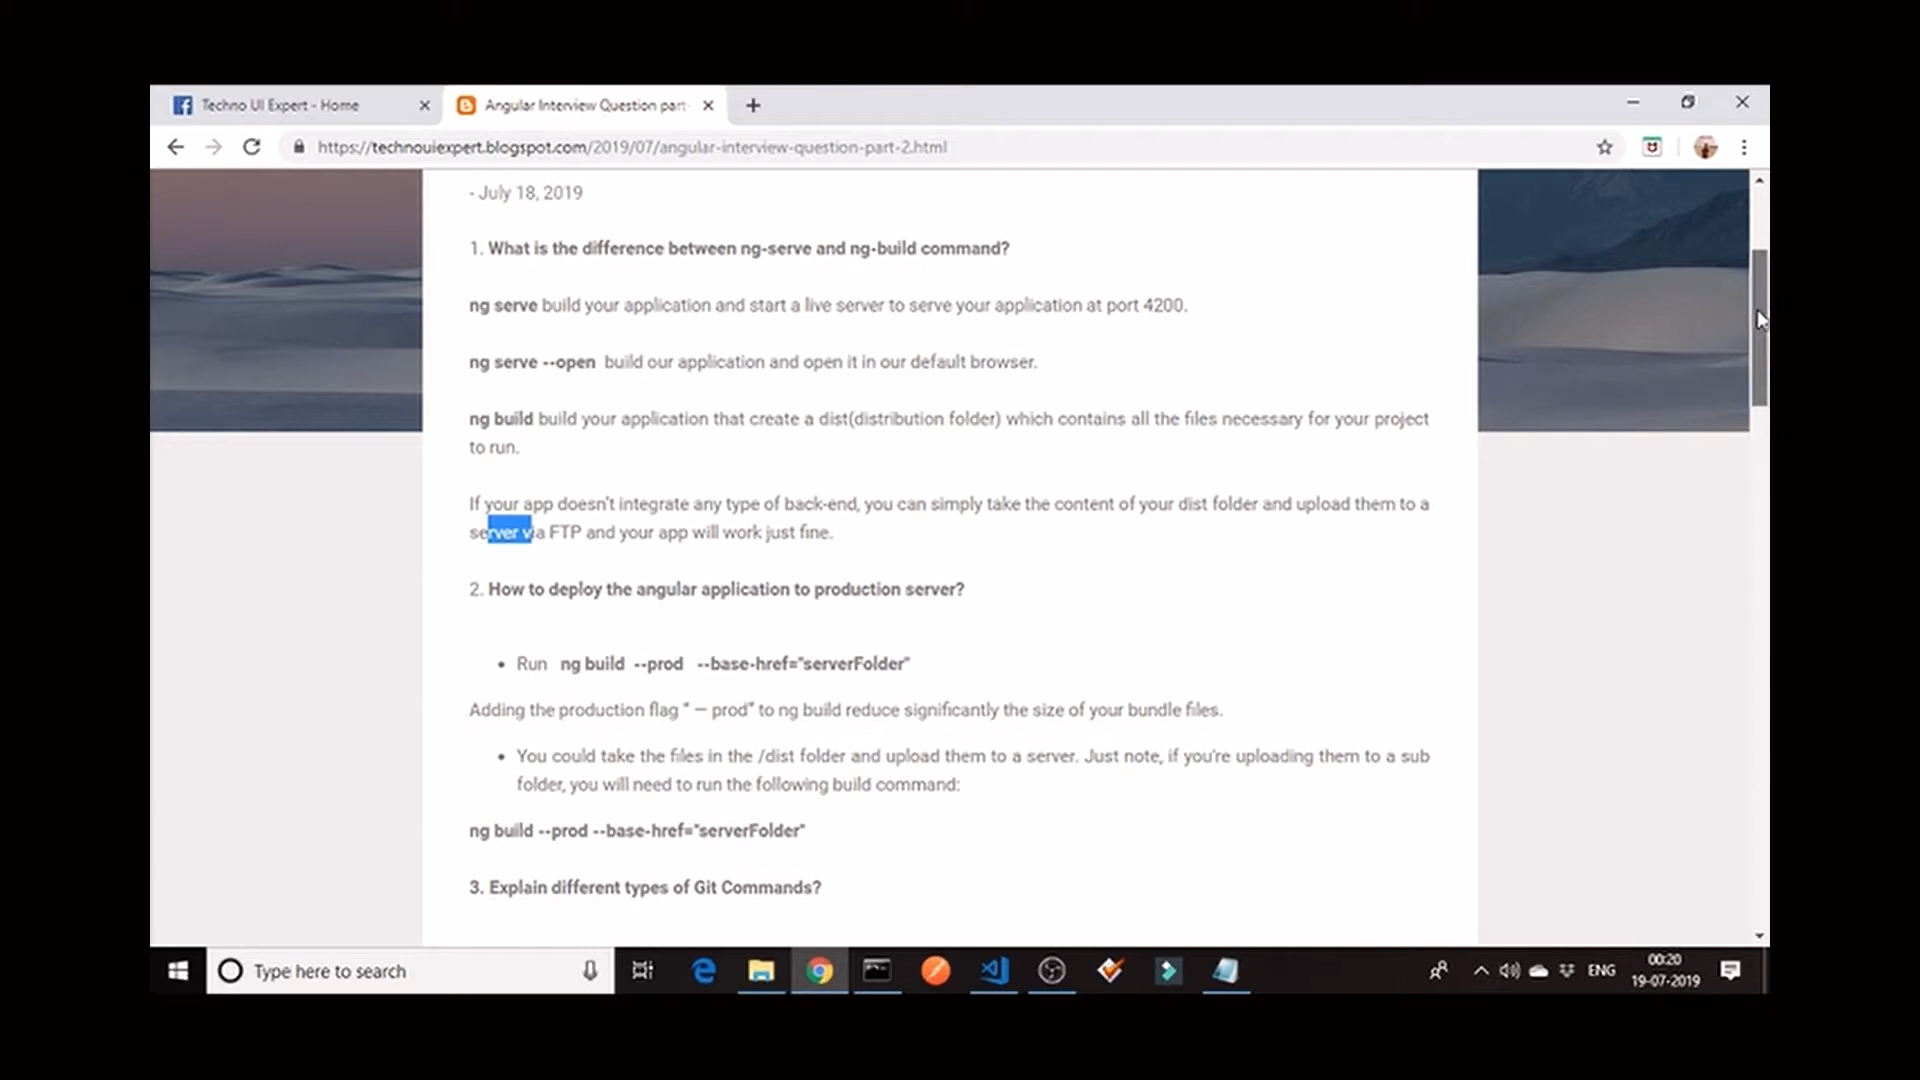 Techno UI Expert - Home
Angular Interview Question part-
https://technouiexpert.blogspot.com/2019/07/angular-interview-question-part-2.html
- July 18, 2019
1. What is the difference between ng-serve and ng-build command?
ng serve build your application and start a live server to serve your application at port 4200.
ng serve --open build our application and open it in our default browser.
ng build build your application that create a dist(distribution folder) which contains all the files necessary for your project
to run.
If your app doesn't integrate any type of back-end, you can simply take the content of your dist folder and upload them to a
server via FTP and your app will work just fine.
2. How to deploy the angular application to production server?
• Run ng build --prod --base-href="serverFolder"
Adding the production flag " — prod" to ng build reduce significantly the size of your bundle files.
• You could take the files in the /dist folder and upload them to a server. Just note, if you're uploading them to a sub
folder, you will need to run the following build command:
ng build --prod --base-href="serverFolder"
3. Explain different types of Git Commands?
Type here to search
ENG
00:20
19-07-2019